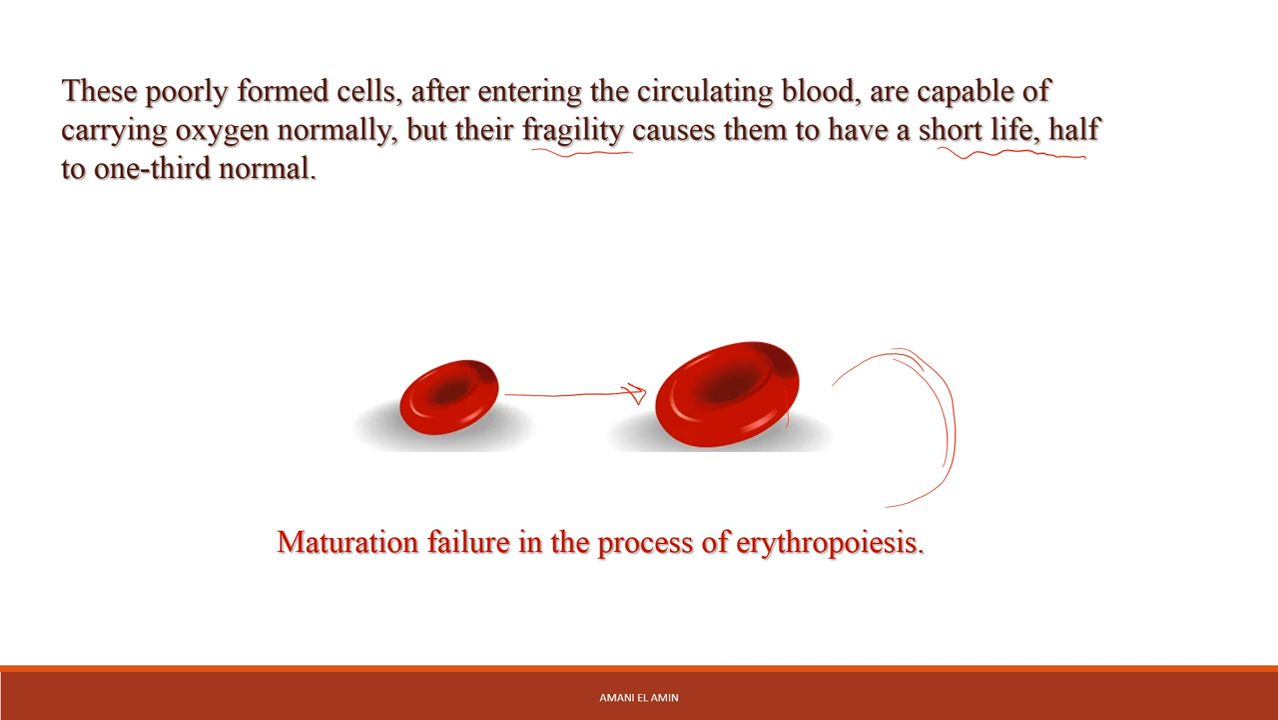 These poorly formed cells, after entering the circulating blood, are capable of
carrying oxygen normally, but their fragility causes them to have a short life, half
to one-third normal.
Maturation failure in the process of erythropoiesis.
AMANI EL AMIN